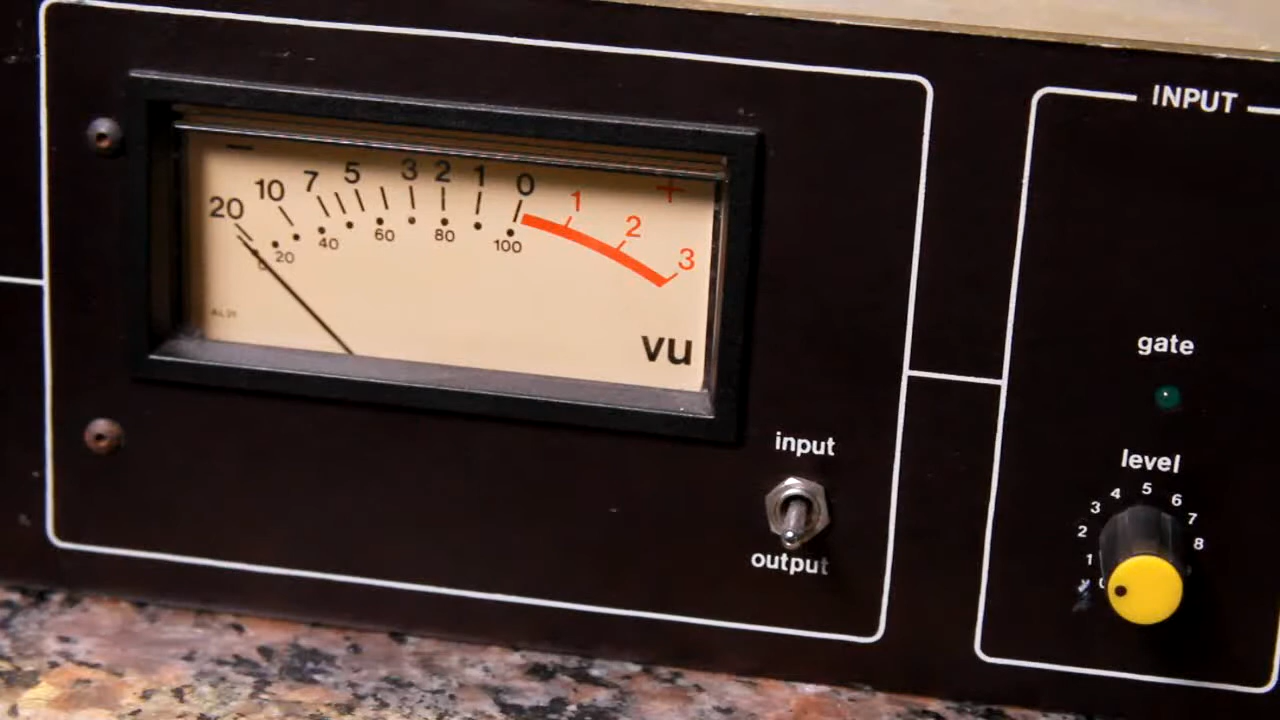 INPUT
− 20 10 7 5 3 2 1 0 1 2 3 +
0 20 40 60 80 100
vu
gate
input
output
level
0 1 2 3 4 5 6 7 8